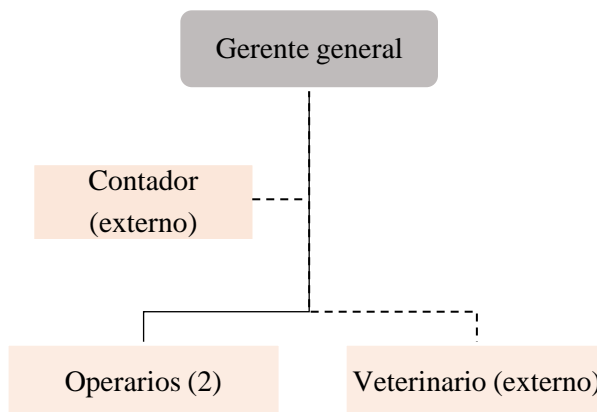 Gerente general
Contador
(externo)
Operarios (2)
Veterinario (externo)